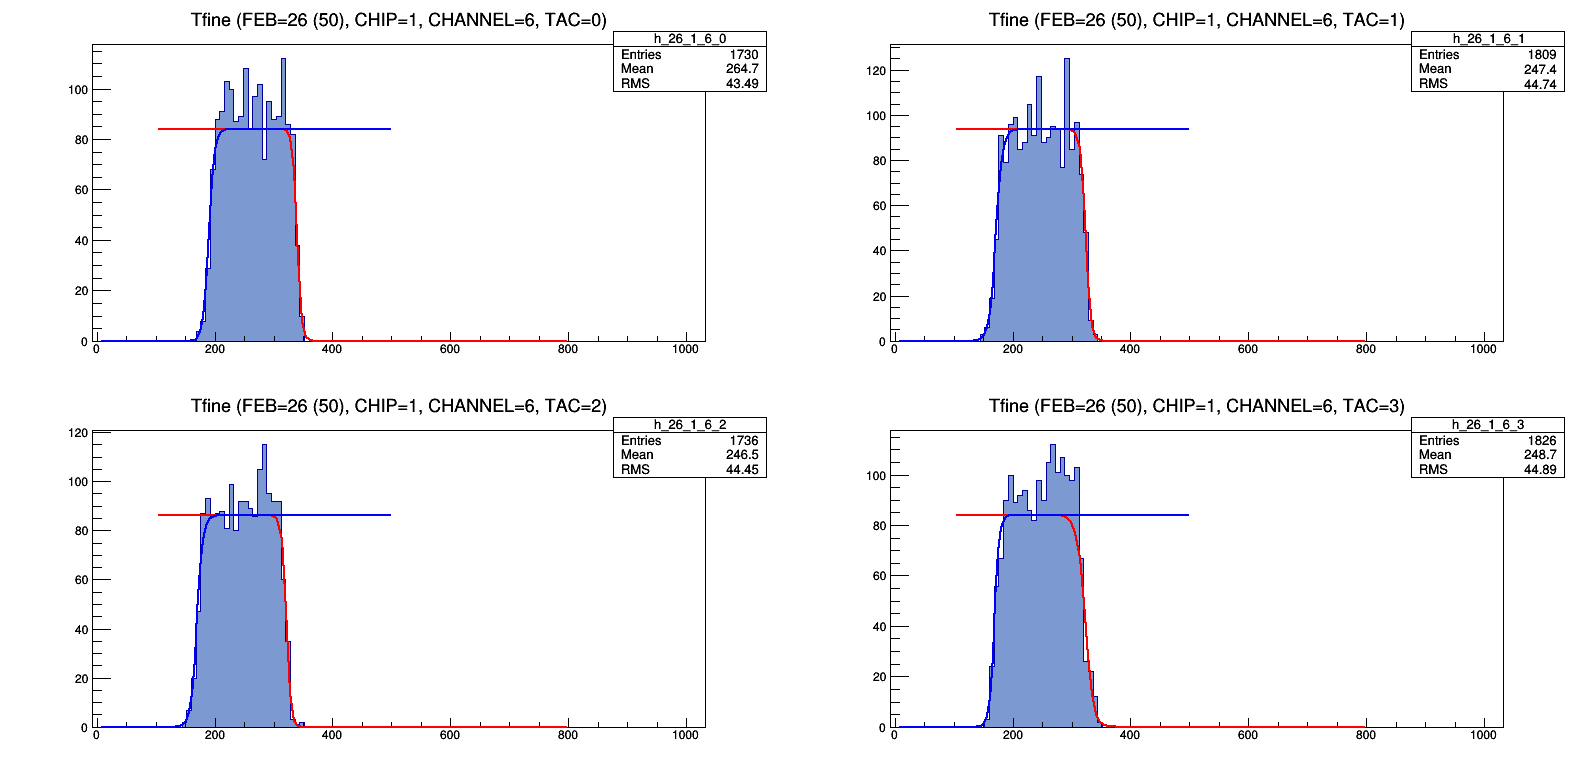 Tfine (FEB=26 (50), CHIP=1, CHANNEL=6, TAC=0)
h_26_1_6_0
Entries 1730
Mean 264.7
RMS 43.49
100
80
60
40
20
0
0 200 400 600 800 1000
Tfine (FEB=26 (50), CHIP=1, CHANNEL=6, TAC=1)
h_26_1_6_1
Entries 1809
Mean 247.4
RMS 44.74
120
100
80
60
40
20
0
0 200 400 600 800 1000
Tfine (FEB=26 (50), CHIP=1, CHANNEL=6, TAC=2)
h_26_1_6_2
Entries 1736
Mean 246.5
RMS 44.45
120
100
80
60
40
20
0
0 200 400 600 800 1000
Tfine (FEB=26 (50), CHIP=1, CHANNEL=6, TAC=3)
h_26_1_6_3
Entries 1826
Mean 248.7
RMS 44.89
100
80
60
40
20
0
0 200 400 600 800 1000